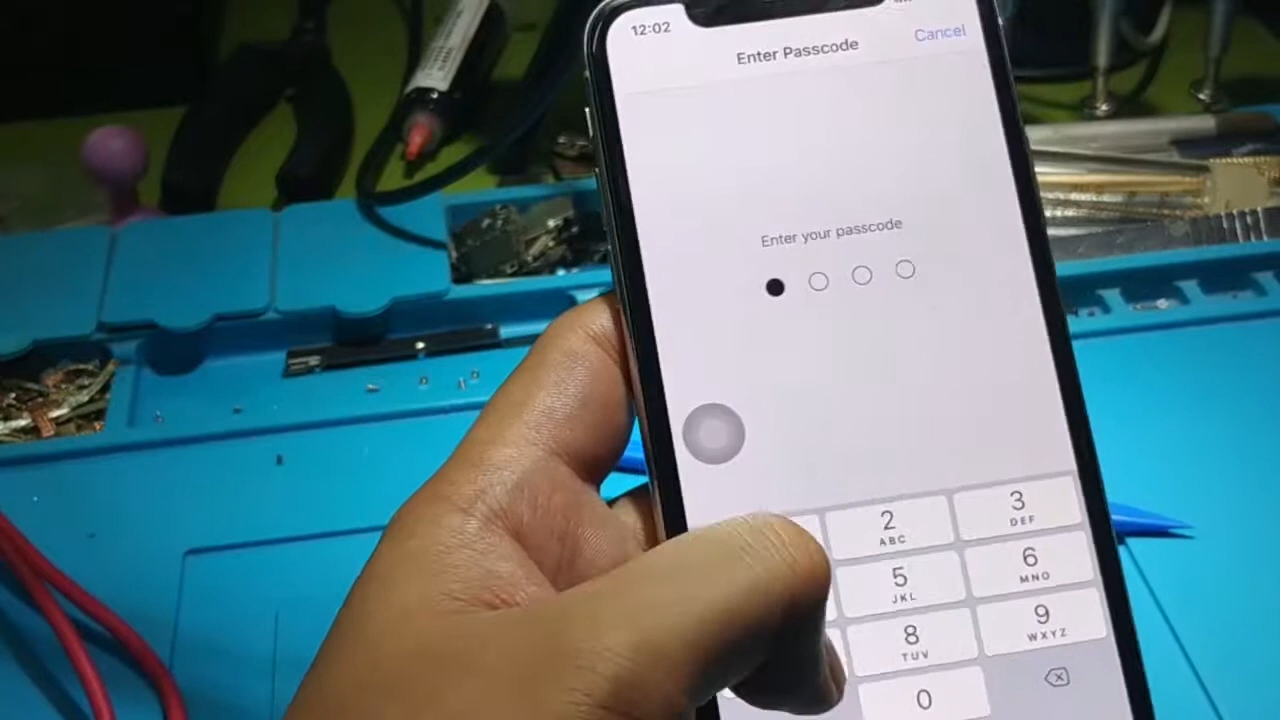 12:02
Enter Passcode
Cancel
Enter your passcode
2
ABC
3
DEF
5
JKL
6
MNO
8
TUV
9
WXYZ
0